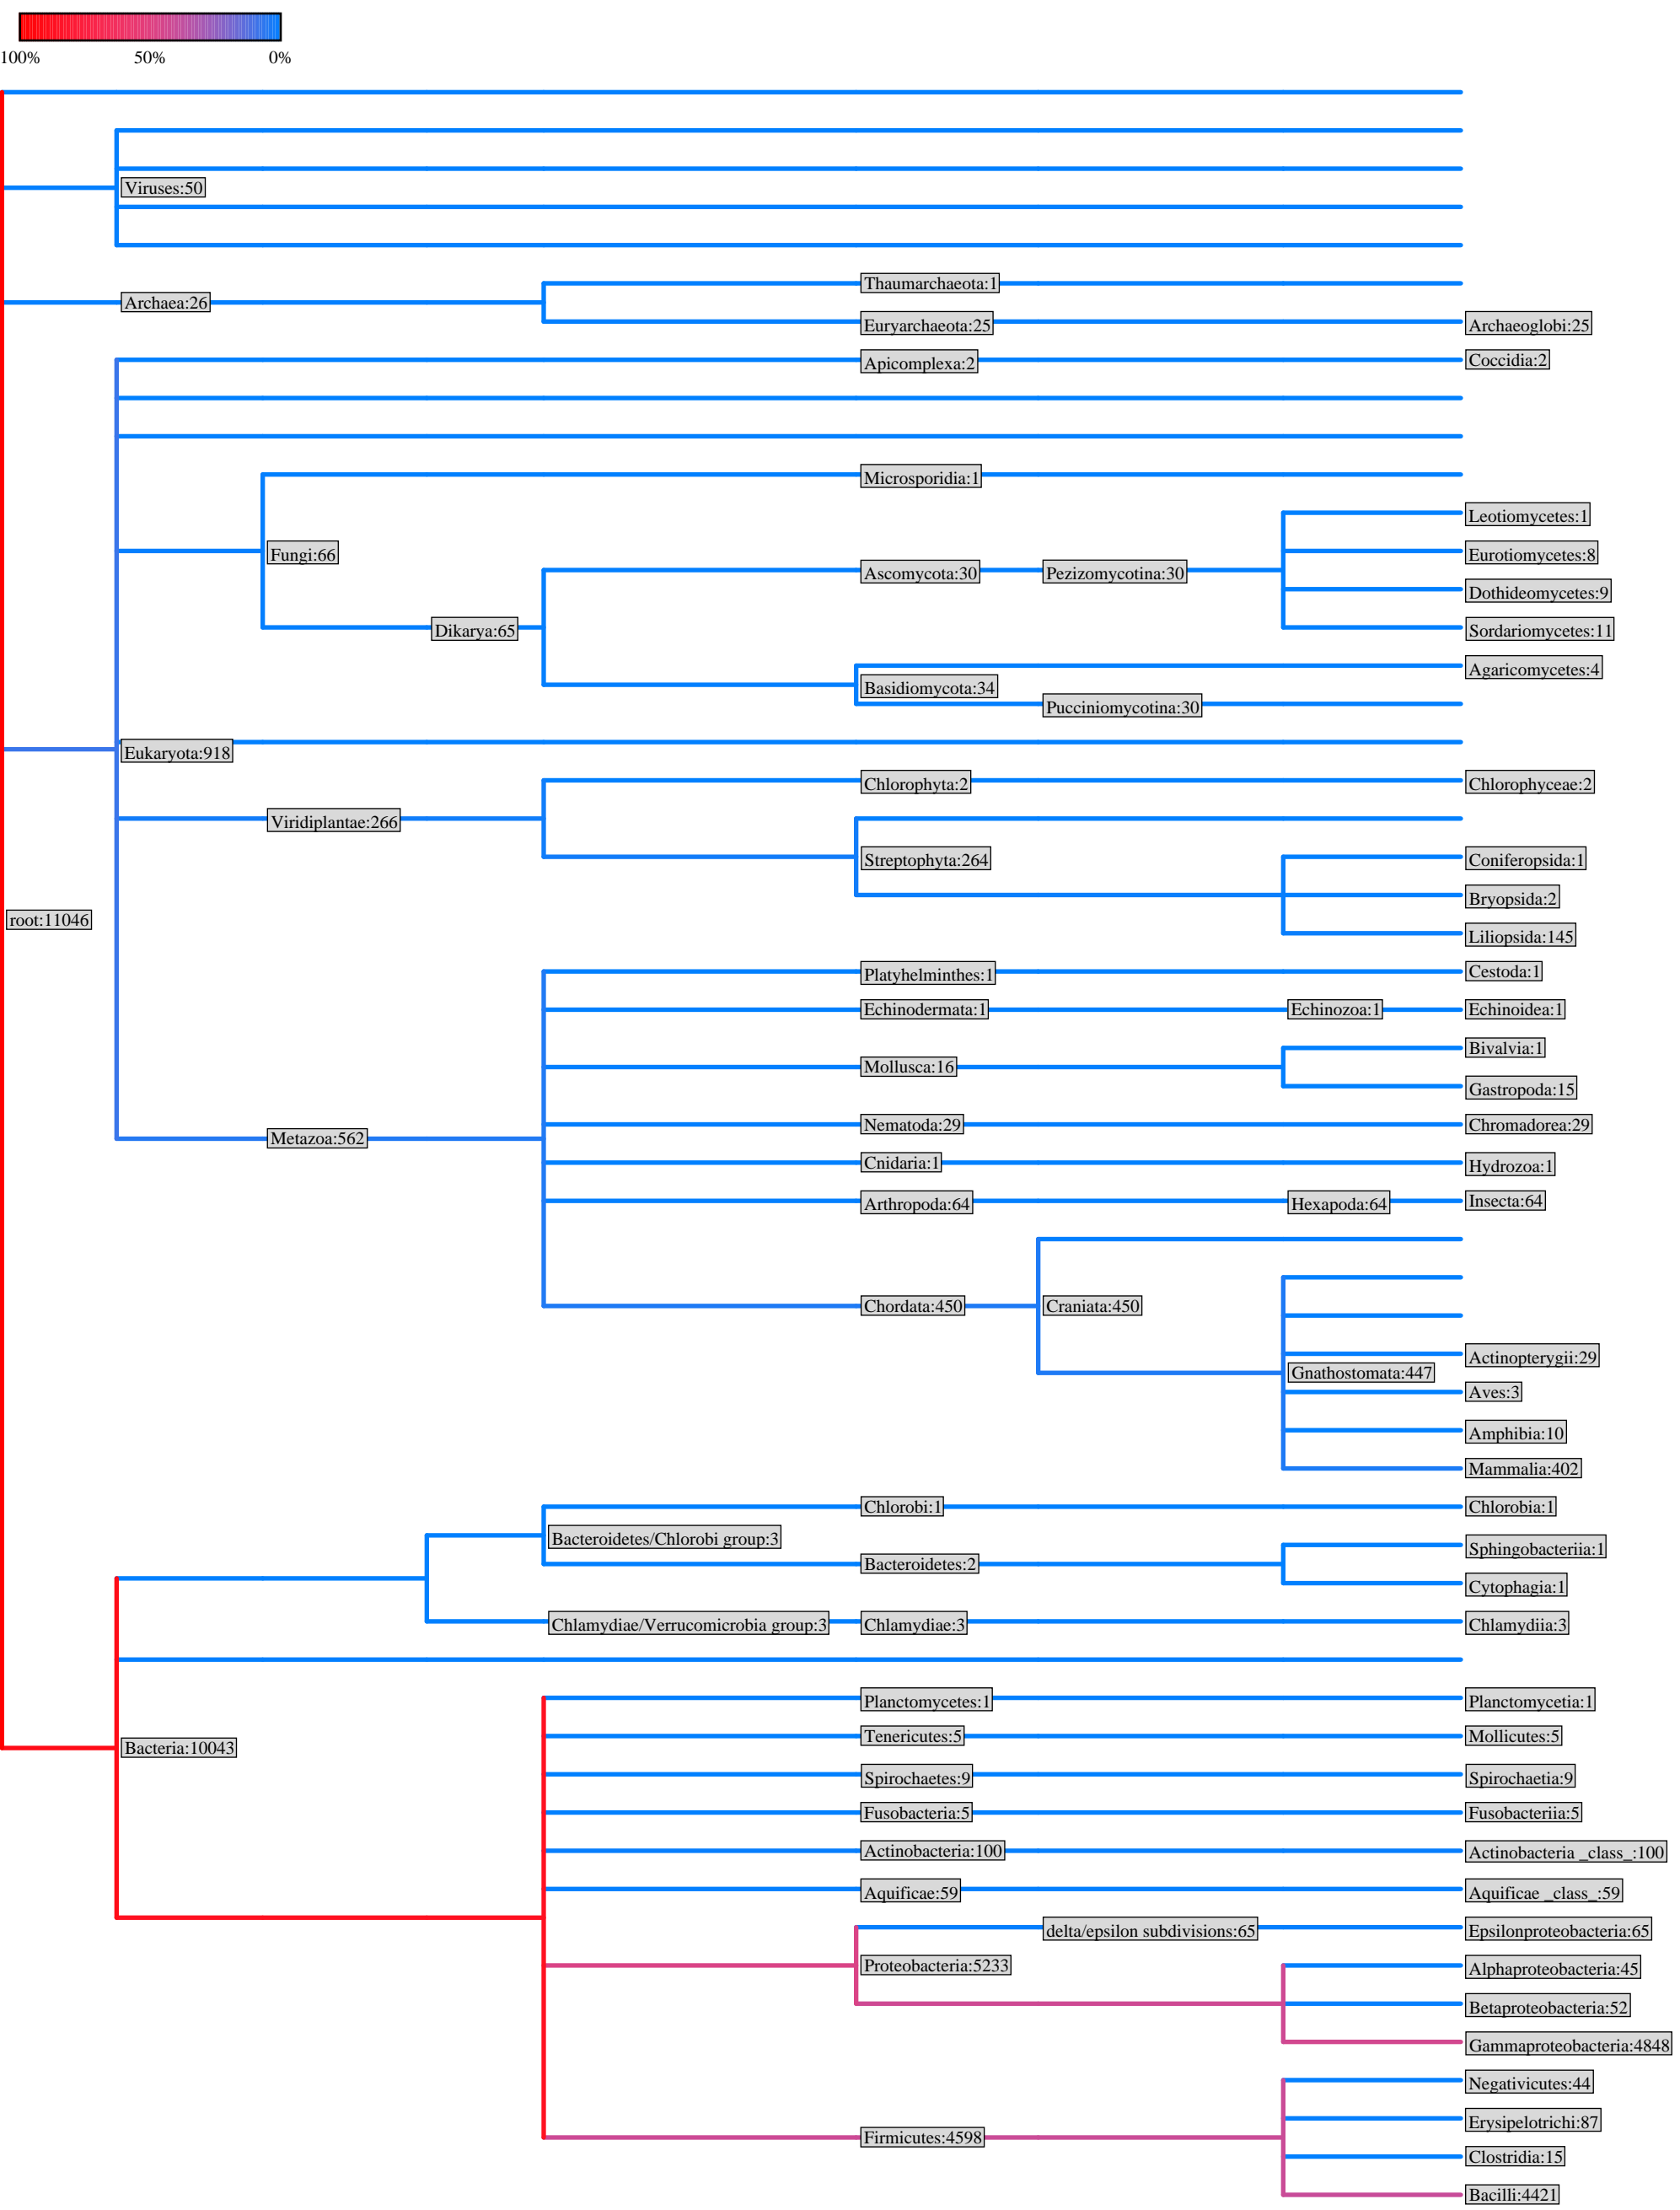 100% 50% 0%
Viruses:50
Thaumarchaeota:1
Archaea:26
Euryarchaeota:25 Archaeoglobi:25
Apicomplexa:2 Coccidia:2
Microsporidia:1
Leotiomycetes:1
Fungi:66 Eurotiomycetes:8
Ascomycota:30 Pezizomycotina:30
Dothideomycetes:9
Dikarya:65 Sordariomycetes:11
Agaricomycetes:4
Basidiomycota:34
Pucciniomycotina:30
Eukaryota:918
Chlorophyta:2 Chlorophyceae:2
Viridiplantae:266
Streptophyta:264 Coniferopsida:1
Bryopsida:2
root:11046
Liliopsida:145
Platyhelminthes:1 Cestoda:1
Echinodermata:1 Echinozoa:1 Echinoidea:1
Bivalvia:1
Mollusca:16
Gastropoda:15
Nematoda:29 Chromadorea:29
Metazoa:562
Cnidaria:1 Hydrozoa:1
Arthropoda:64 Hexapoda:64 Insecta:64
Chordata:450 Craniata:450
Actinopterygii:29
Gnathostomata:447
Aves:3
Amphibia:10
Mammalia:402
Chlorobi:1 Chlorobia:1
Bacteroidetes/Chlorobi group:3
Sphingobacteriia:1
Bacteroidetes:2
Cytophagia:1
Chlamydiae/Verrucomicrobia group:3 Chlamydiae:3 Chlamydiia:3
Planctomycetes:1 Planctomycetia:1
Tenericutes:5 Mollicutes:5
Bacteria:10043
Spirochaetes:9 Spirochaetia:9
Fusobacteria:5 Fusobacteriia:5
Actinobacteria:100 Actinobacteria _class_:100
Aquificae:59 Aquificae _class_:59
delta/epsilon subdivisions:65 Epsilonproteobacteria:65
Proteobacteria:5233 Alphaproteobacteria:45
Betaproteobacteria:52
Gammaproteobacteria:4848
Negativicutes:44
Erysipelotrichi:87
Firmicutes:4598
Clostridia:15
Bacilli:4421